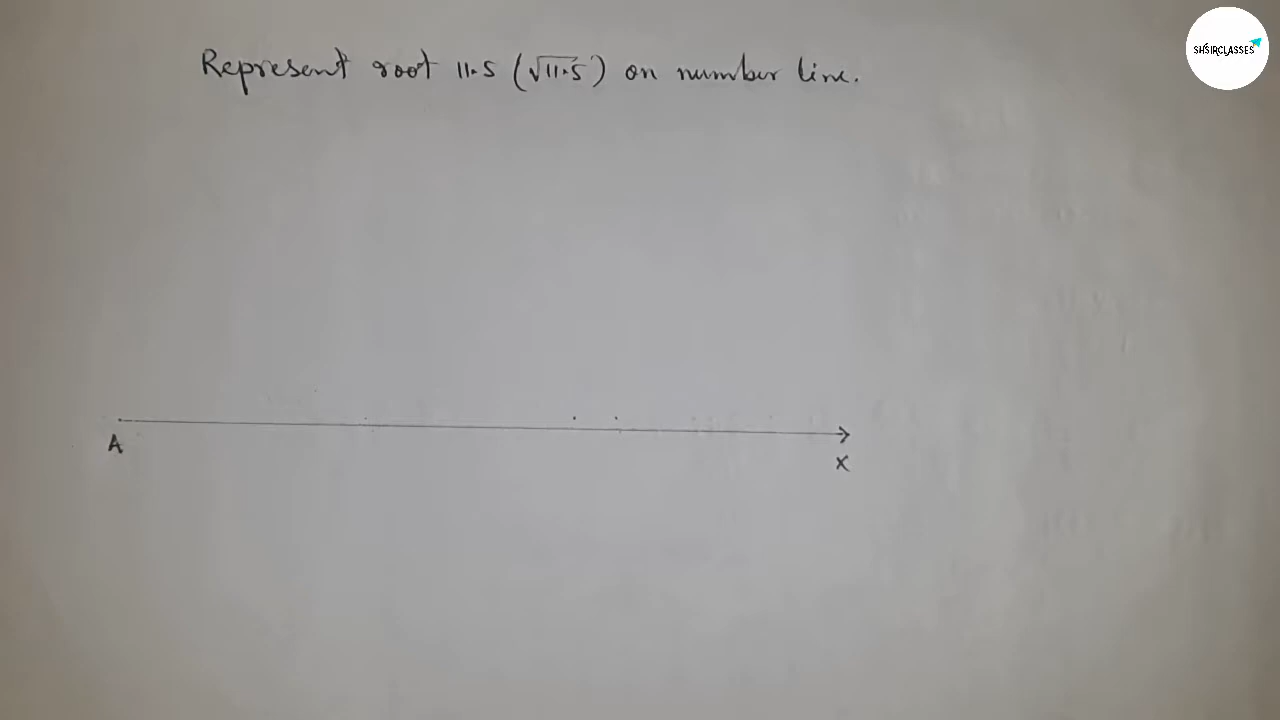 SHSIRCLASSES
Represent root 11.5 (√11.5) on number line.
A
X